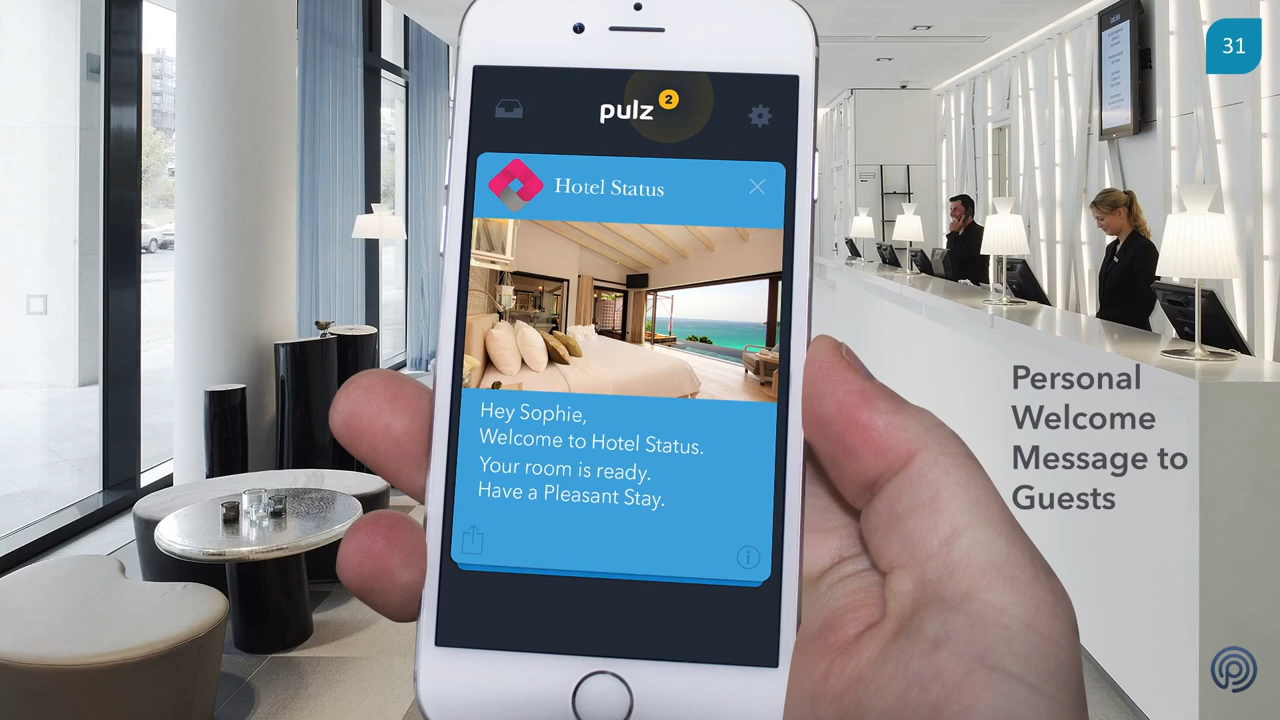 31
pulz 2
Hotel Status
Hey Sophie,
Welcome to Hotel Status.
Your room is ready.
Have a Pleasant Stay.
Personal
Welcome
Message to
Guests